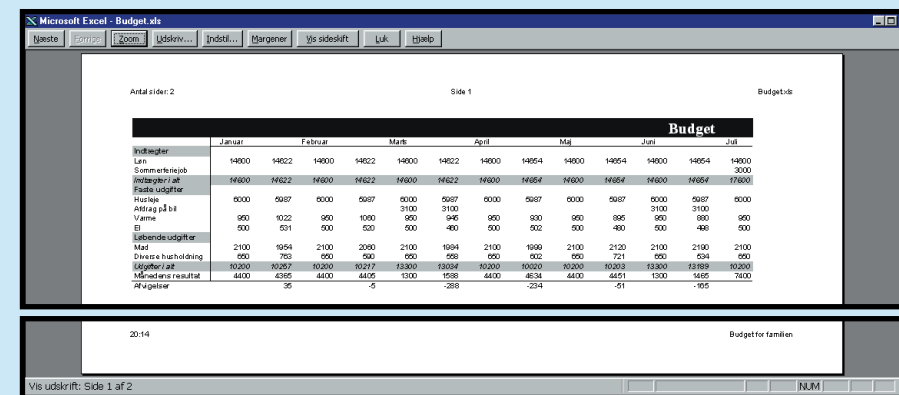 Microsoft Excel - Budget.xls
Næste Forrige Zoom Udskriv... Indstil... Margener Vis sideskift Luk Hjælp
Antal sider: 2 Side 1 Budget.xls
Budget
Januar Februar Marts April Maj Juni Juli
Indtægter
Løn 14600 14622 14600 14622 14600 14622 14600 14654 14600 14654 14600 14654 14600
Sommerferiejob 3000
Indtægter i alt 14600 14622 14600 14622 14600 14622 14600 14654 14600 14654 14600 14654 17600
Faste udgifter
Husleje 6000 5987 6000 5987 6000 5987 6000 5987 6000 5987 6000 5987 6000
Afdrag på bil 3100 3100 3100 3100
Varme 950 1022 950 1060 950 945 950 930 950 895 950 880 950
El 500 531 500 520 500 460 500 502 500 480 500 498 500
Løbende udgifter
Mad 2100 1954 2100 2060 2100 1984 2100 1999 2100 2120 2100 2190 2100
Diverse husholdning 650 763 650 590 650 558 650 602 650 721 650 534 650
Udgifter i alt 10200 10257 10200 10217 13300 13034 10200 10020 10200 10203 13300 13189 10200
Månedens resultat 4400 4365 4400 4405 1300 1588 4400 4634 4400 4451 1300 1465 7400
Afvigelser 35 -5 -288 -234 -51 -165
20:14 Budget for familien
Vis udskrift: Side 1 af 2 NUM